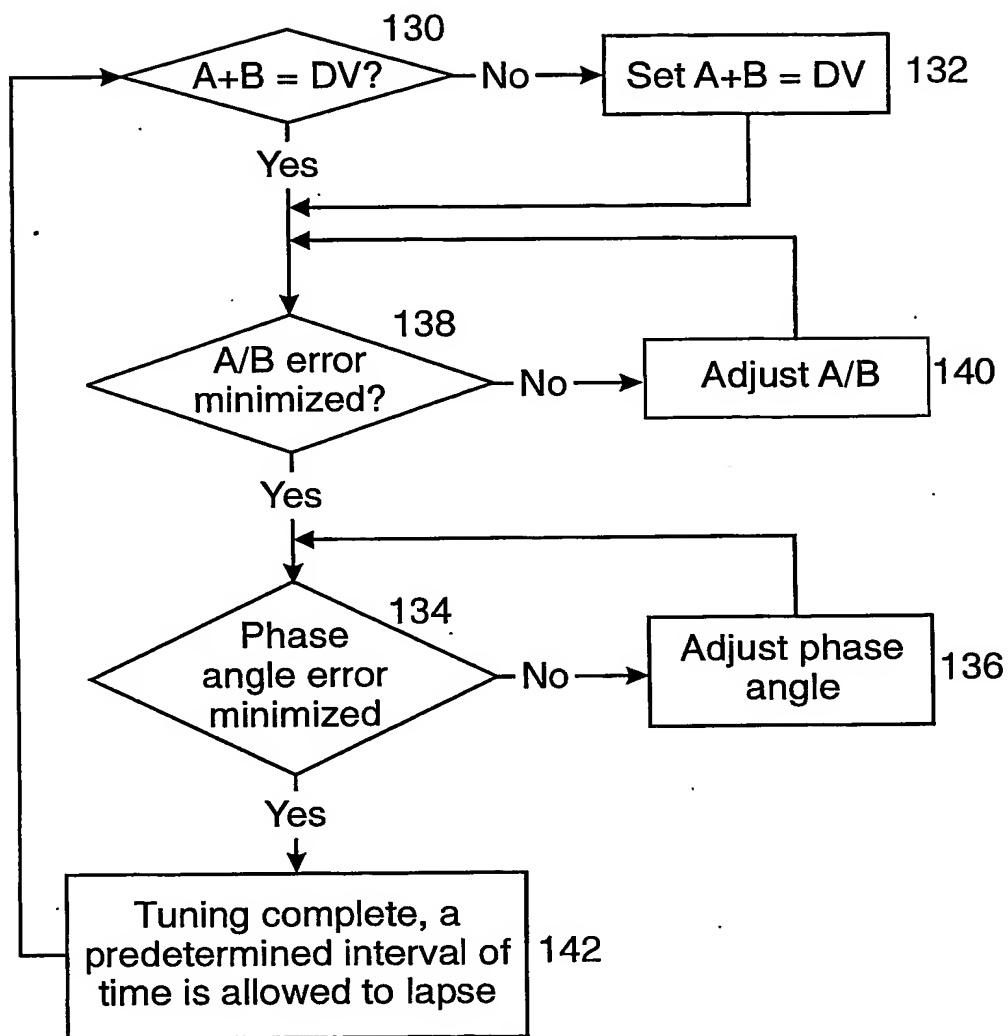 130
A+B = DV?
No
Set A+B = DV
132
Yes
138
A/B error
minimized?
No
Adjust A/B
140
Yes
134
Phase
angle error
minimized
No
Adjust phase
angle
136
Yes
Tuning complete, a
predetermined interval of
time is allowed to lapse
142